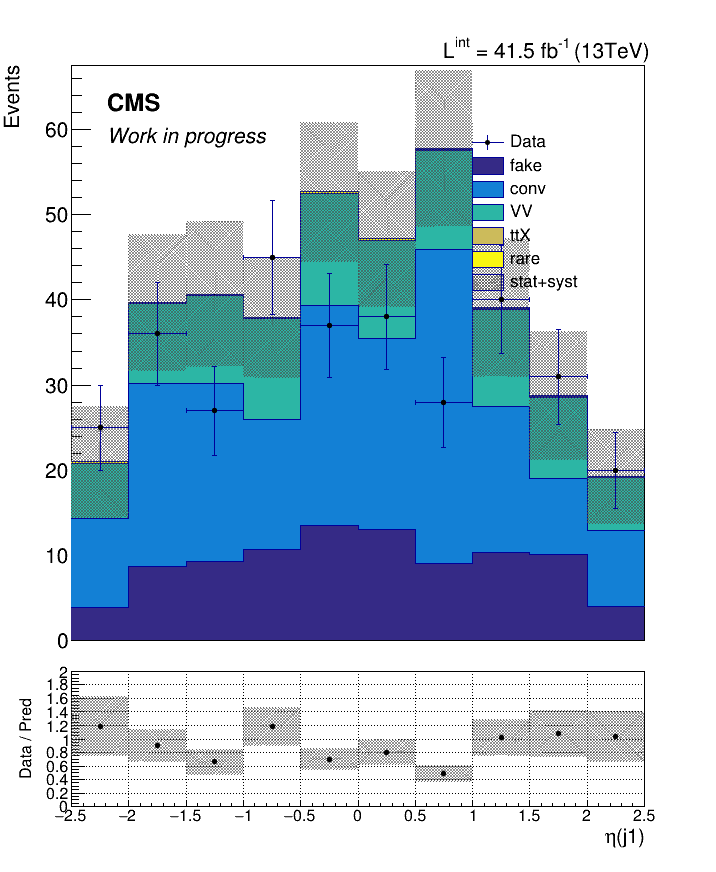 L^int = 41.5 fb^-1 (13TeV)
Events
CMS
Work in progress
Data
fake
conv
VV
ttX
rare
stat+syst
60
50
40
30
20
10
0
Data / Pred
2
1.8
1.6
1.4
1.2
1
0.8
0.6
0.4
0.2
0
−2.5 −2 −1.5 −1 −0.5 0 0.5 1 1.5 2 2.5
η(j1)